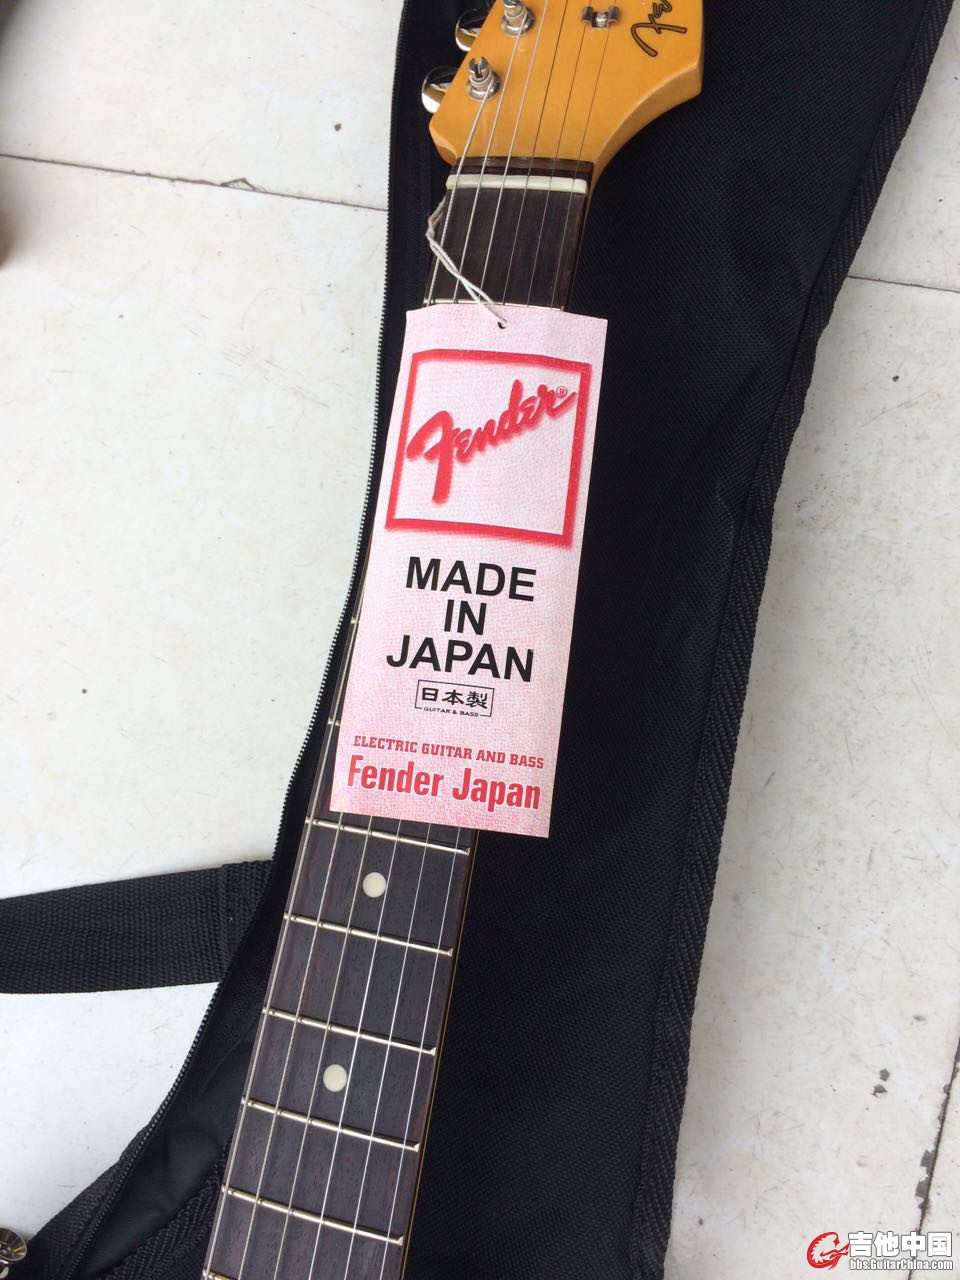 Fender®
MADE
IN
JAPAN
日本製
GUITAR & BASS
ELECTRIC GUITAR AND BASS
Fender Japan
吉他中国
bbs.GuitarChina.com